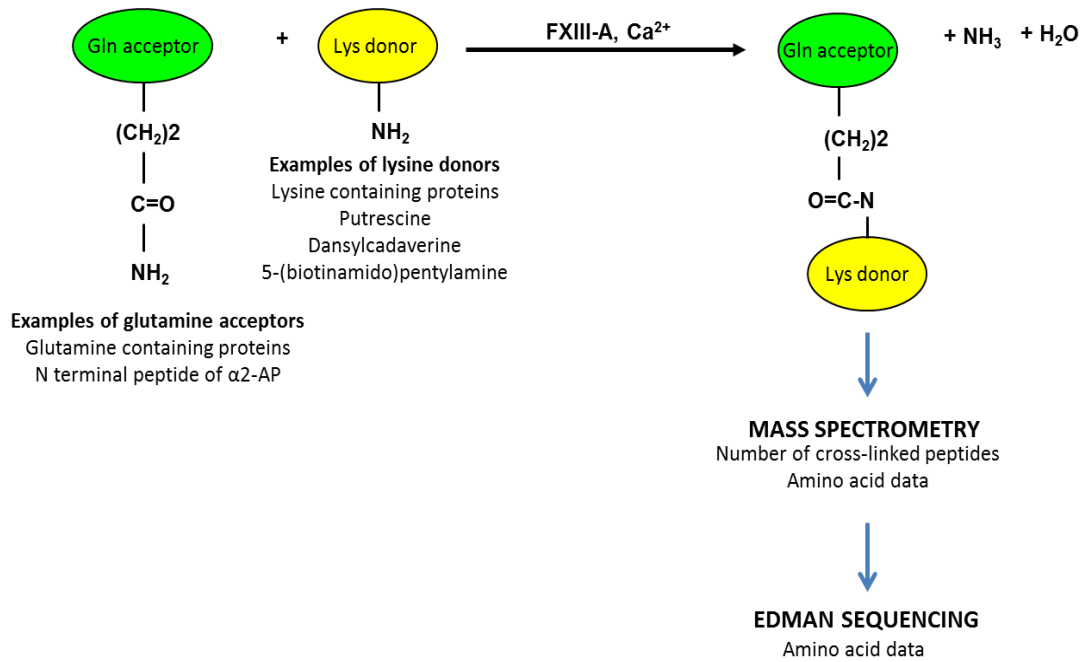 Gln acceptor
+
Lys donor
FXIII-A, Ca²⁺
Gln acceptor
+ NH₃ + H₂O
(CH₂)2
C=O
NH₂
Examples of glutamine acceptors
Glutamine containing proteins
N terminal peptide of α2-AP
NH₂
Examples of lysine donors
Lysine containing proteins
Putrescine
Dansylcadaverine
5-(biotinamido)pentylamine
(CH₂)2
O=C-N
Lys donor
MASS SPECTROMETRY
Number of cross-linked peptides
Amino acid data
EDMAN SEQUENCING
Amino acid data